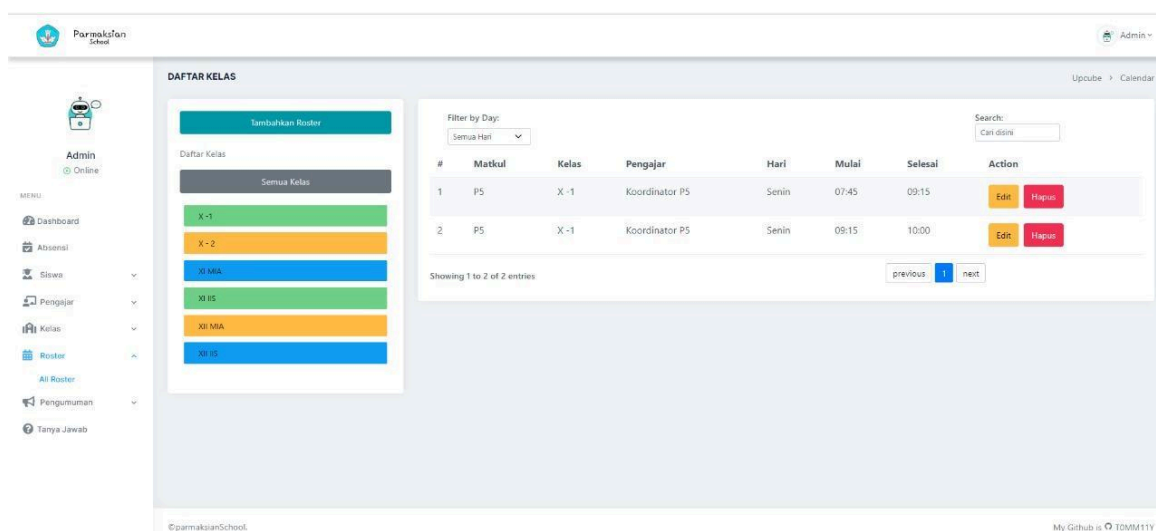 Parmaksian
School
Admin
Admin
Online
MENU
Dashboard
Absensi
Siswa
Pengajar
Kelas
Roster
All Roster
Pengumuman
Tanya Jawab
DAFTAR KELAS
Upcube > Calendar
Tambahkan Roster
Daftar Kelas
Semua Kelas
X -1
X - 2
XI MIA
XI IIS
XII MIA
XII IIS
Filter by Day:
Semua Hari
Search:
Cari disini
# Matkul Kelas Pengajar Hari Mulai Selesai Action
1 P5 X -1 Koordinator P5 Senin 07:45 09:15 Edit Hapus
2 P5 X -1 Koordinator P5 Senin 09:15 10:00 Edit Hapus
Showing 1 to 2 of 2 entries
previous 1 next
©parmaksianSchool.
My Github is T0MM11Y